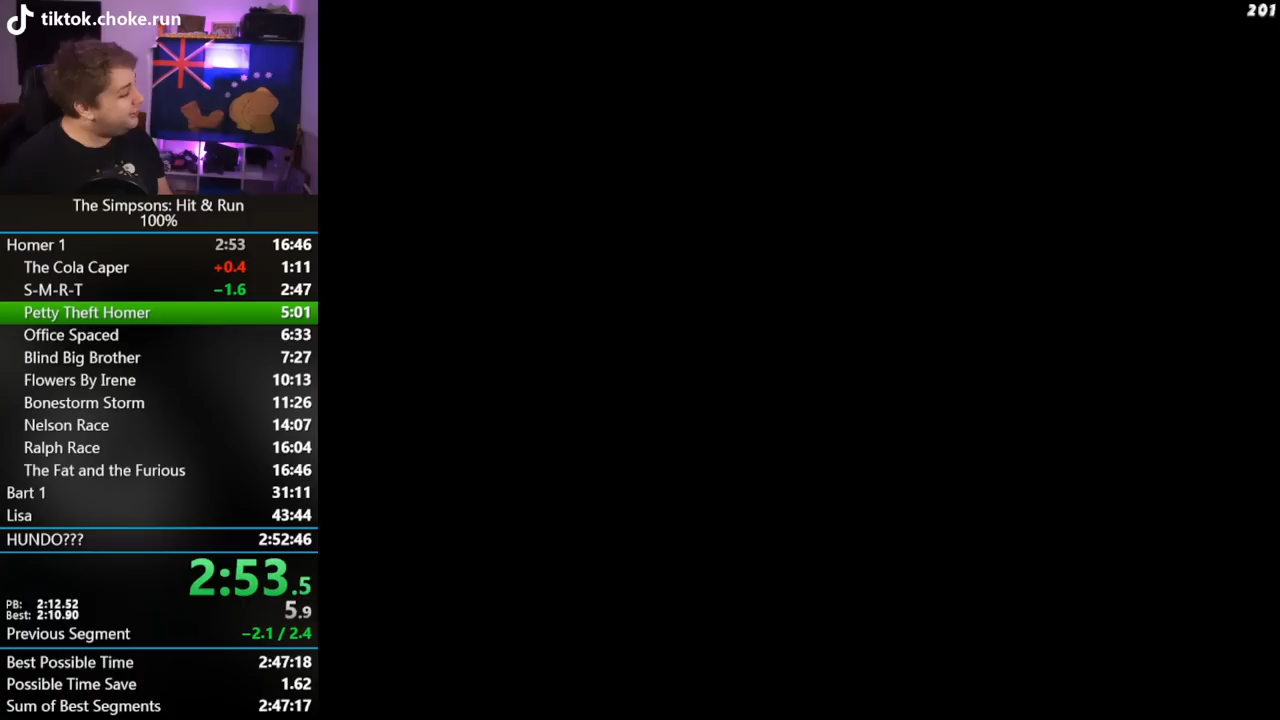 tiktok.choke.run
201
The Simpsons: Hit & Run
100%
Homer 1 2:53 16:46
The Cola Caper +0.4 1:11
S-M-R-T −1.6 2:47
Petty Theft Homer 5:01
Office Spaced 6:33
Blind Big Brother 7:27
Flowers By Irene 10:13
Bonestorm Storm 11:26
Nelson Race 14:07
Ralph Race 16:04
The Fat and the Furious 16:46
Bart 1 31:11
Lisa 43:44
HUNDO??? 2:52:46
2:53.5
PB: 2:12.52
Best: 2:10.90
5.9
Previous Segment −2.1 / 2.4
Best Possible Time 2:47:18
Possible Time Save 1.62
Sum of Best Segments 2:47:17